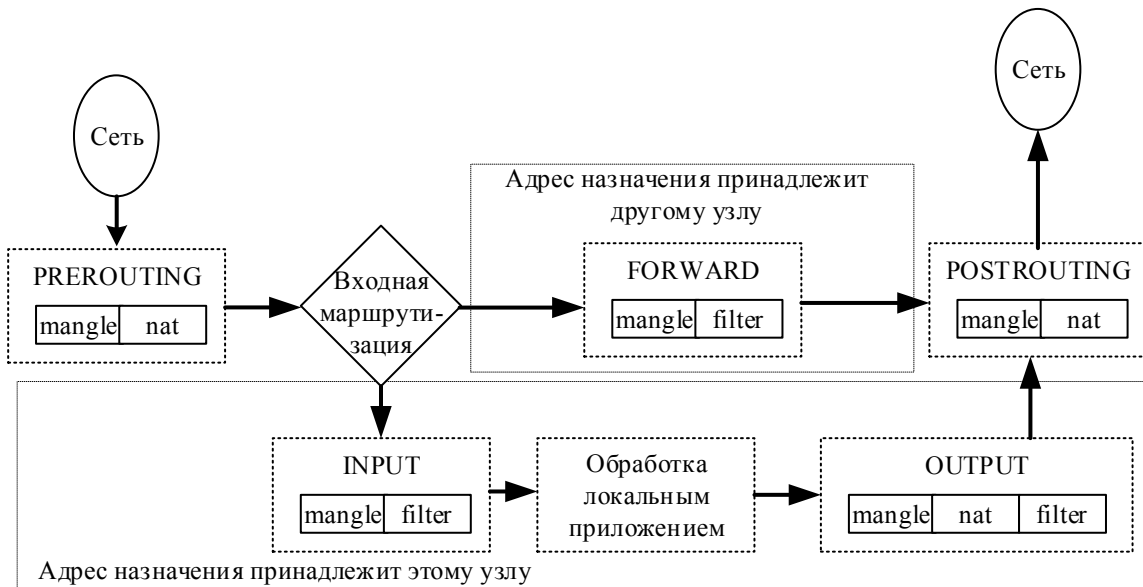 Сеть
Сеть
Адрес назначения принадлежит
другому узлу
PREROUTING
mangle nat
Входная
маршрути-
зация
FORWARD
mangle filter
POSTROUTING
mangle nat
INPUT
mangle filter
Обработка
локальным
приложением
OUTPUT
mangle nat filter
Адрес назначения принадлежит этому узлу